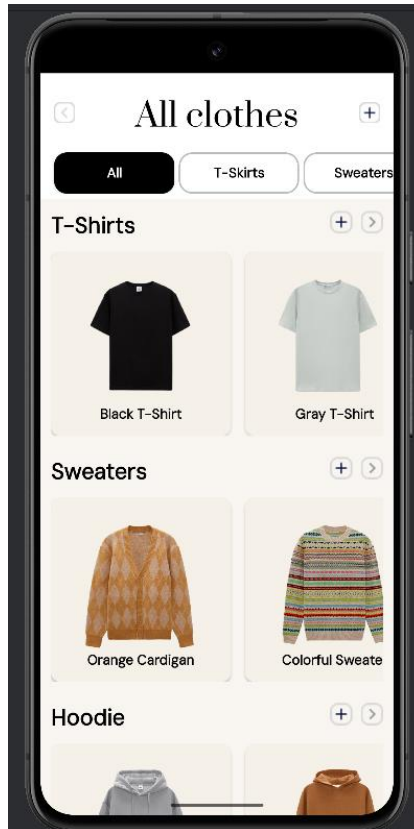 All clothes
All
T-Skirts
Sweaters
T-Shirts
Black T-Shirt
Gray T-Shirt
Sweaters
Orange Cardigan
Colorful Sweate
Hoodie